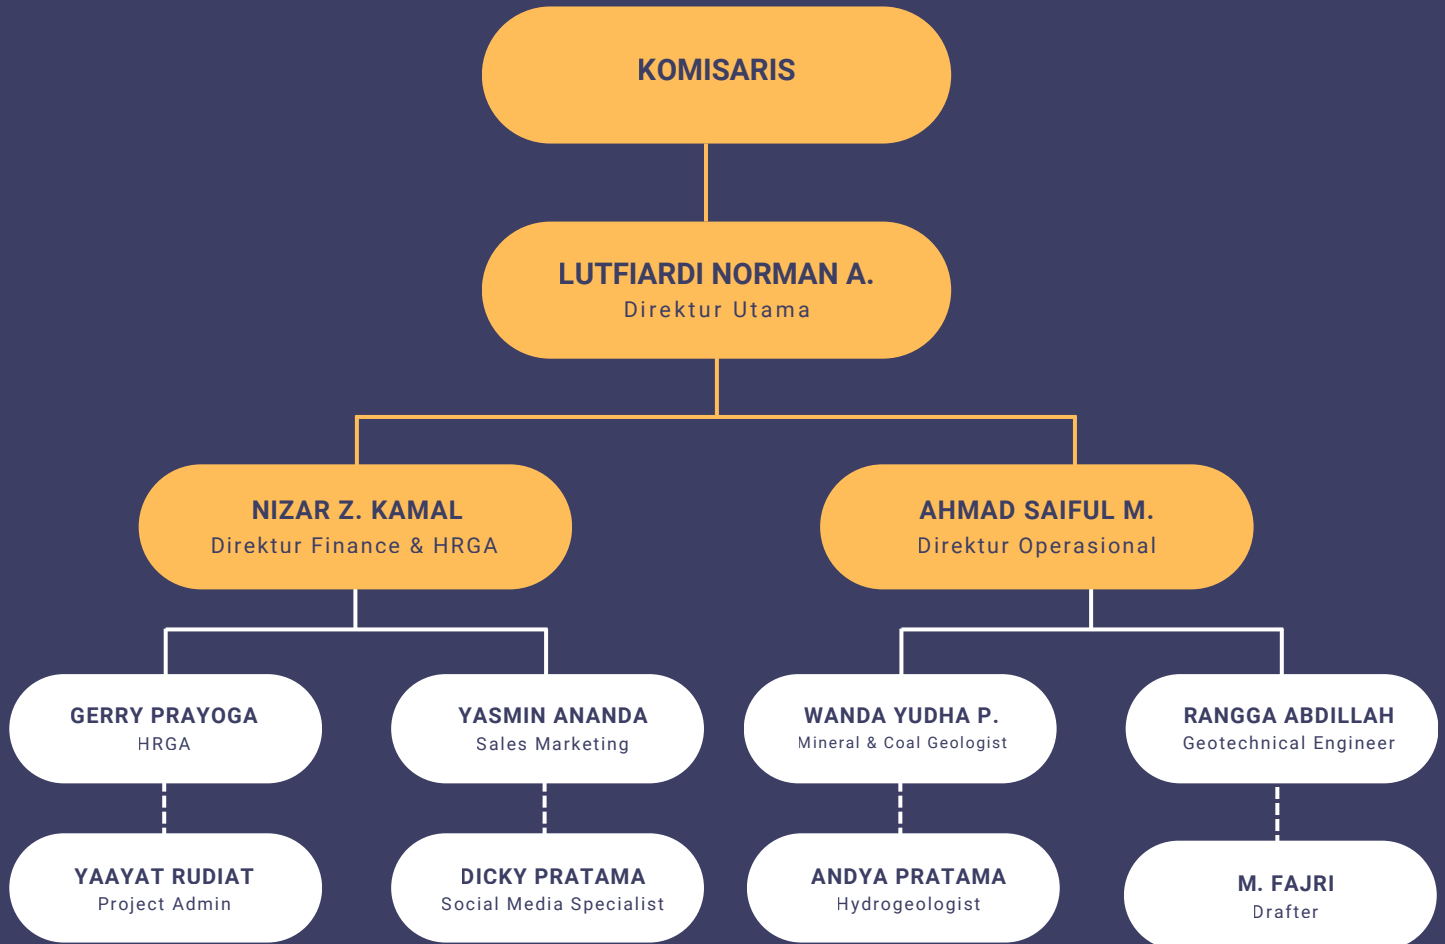 KOMISARIS
LUTFIARDI NORMAN A.
Direktur Utama
NIZAR Z. KAMAL
Direktur Finance & HRGA
AHMAD SAIFUL M.
Direktur Operasional
GERRY PRAYOGA
HRGA
YASMIN ANANDA
Sales Marketing
WANDA YUDHA P.
Mineral & Coal Geologist
RANGGA ABDILLAH
Geotechnical Engineer
YAAYAT RUDIAT
Project Admin
DICKY PRATAMA
Social Media Specialist
ANDYA PRATAMA
Hydrogeologist
M. FAJRI
Drafter